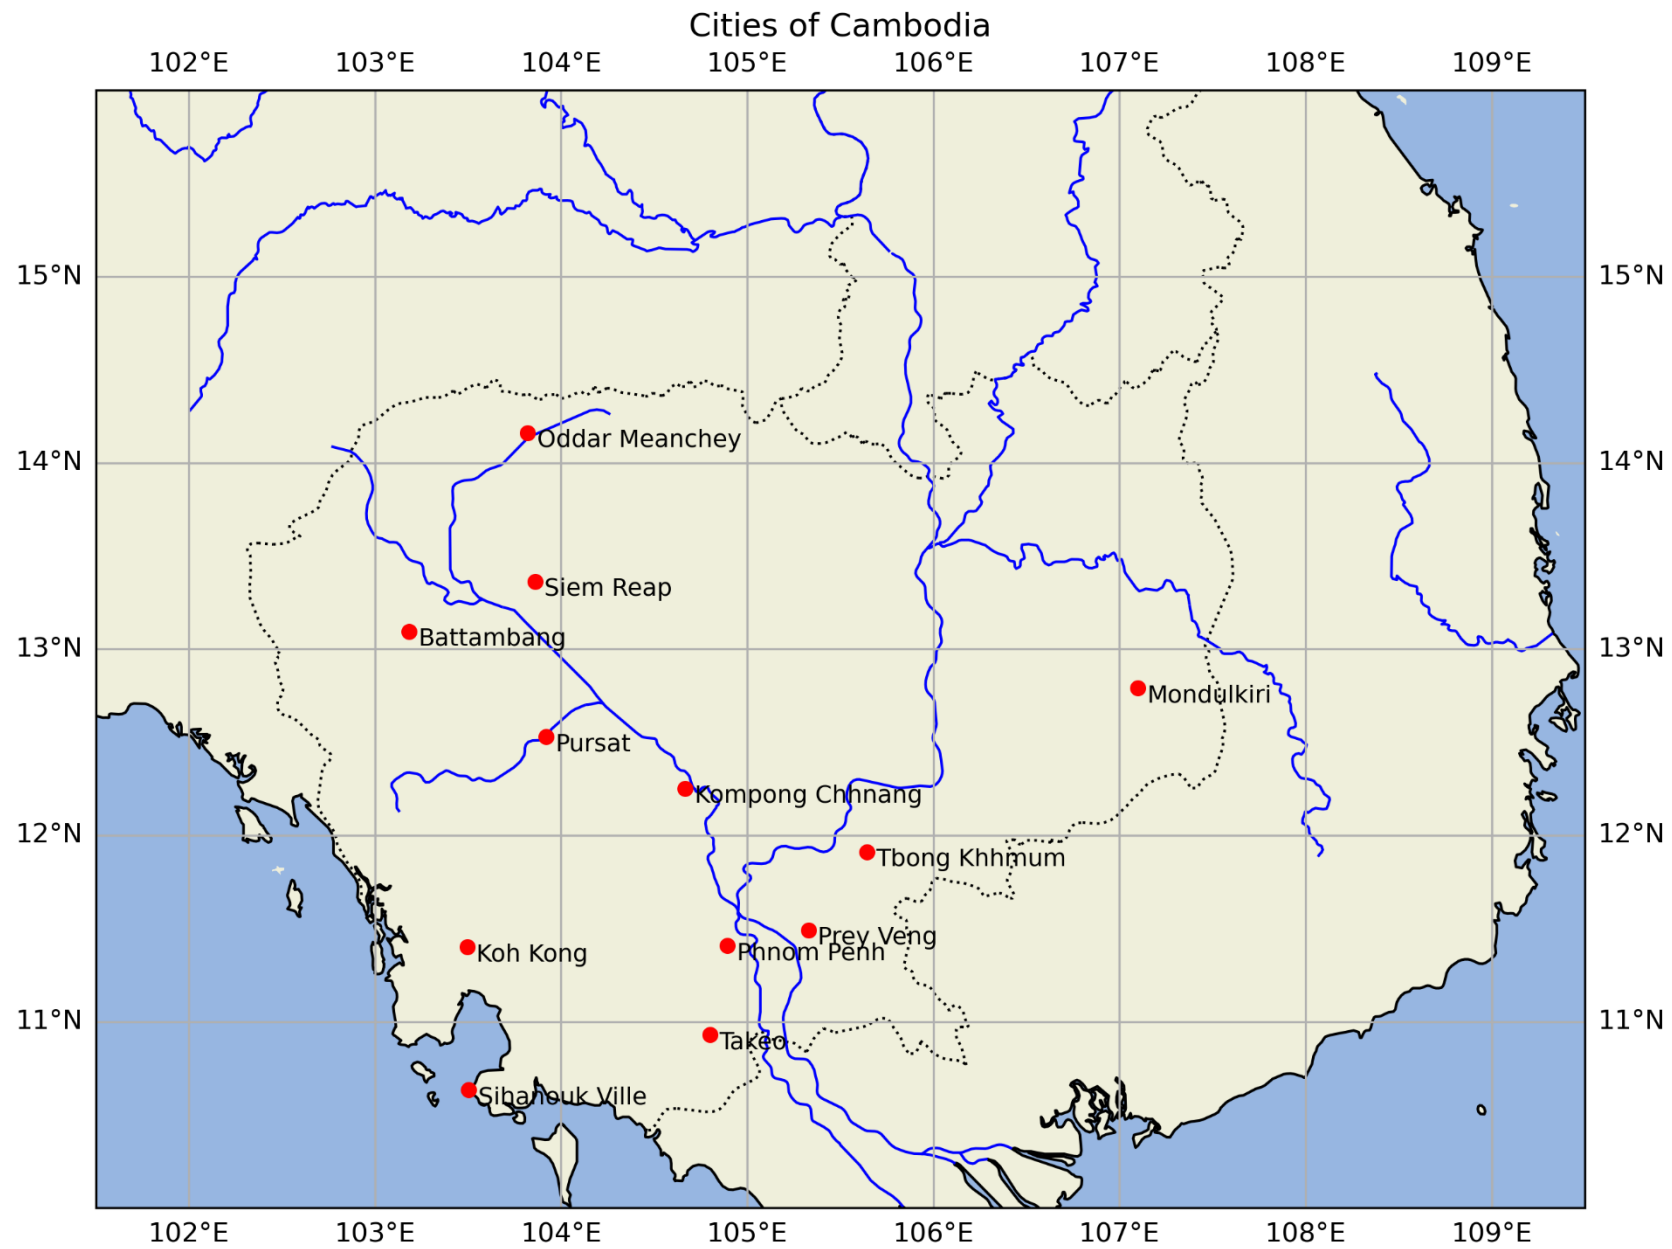 Cities of Cambodia
102°E 103°E 104°E 105°E 106°E 107°E 108°E 109°E
15°N 15°N
Oddar Meanchey
14°N 14°N
Siem Reap
Battambang
13°N 13°N
Mondulkiri
Pursat
Kompong Chhnang
12°N 12°N
Tbong Khhmum
Prey Veng
Phnom Penh
Koh Kong
11°N 11°N
Takeo
Sihanouk Ville
102°E 103°E 104°E 105°E 106°E 107°E 108°E 109°E